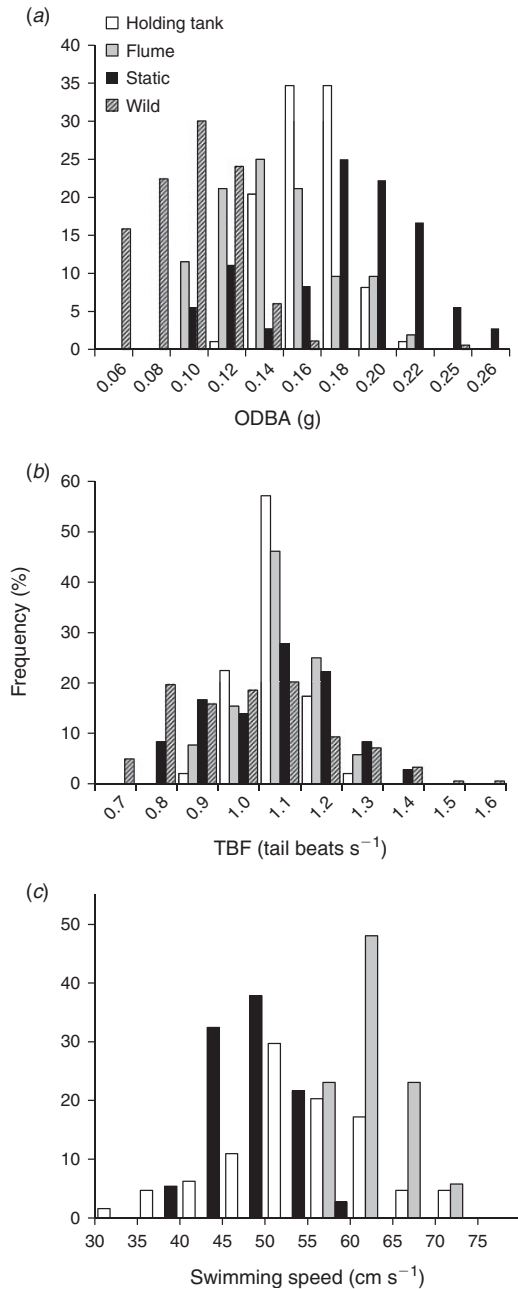 (a)
Holding tank
Flume
Static
Wild
40
35
30
25
20
15
10
5
0
0.06 0.08 0.10 0.12 0.14 0.16 0.18 0.20 0.22 0.25 0.26
ODBA (g)
(b)
60
50
40
30
20
10
0
Frequency (%)
0.7 0.8 0.9 1.0 1.1 1.2 1.3 1.4 1.5 1.6
TBF (tail beats s⁻¹)
(c)
50
40
30
20
10
0
30 35 40 45 50 55 60 65 70 75
Swimming speed (cm s⁻¹)